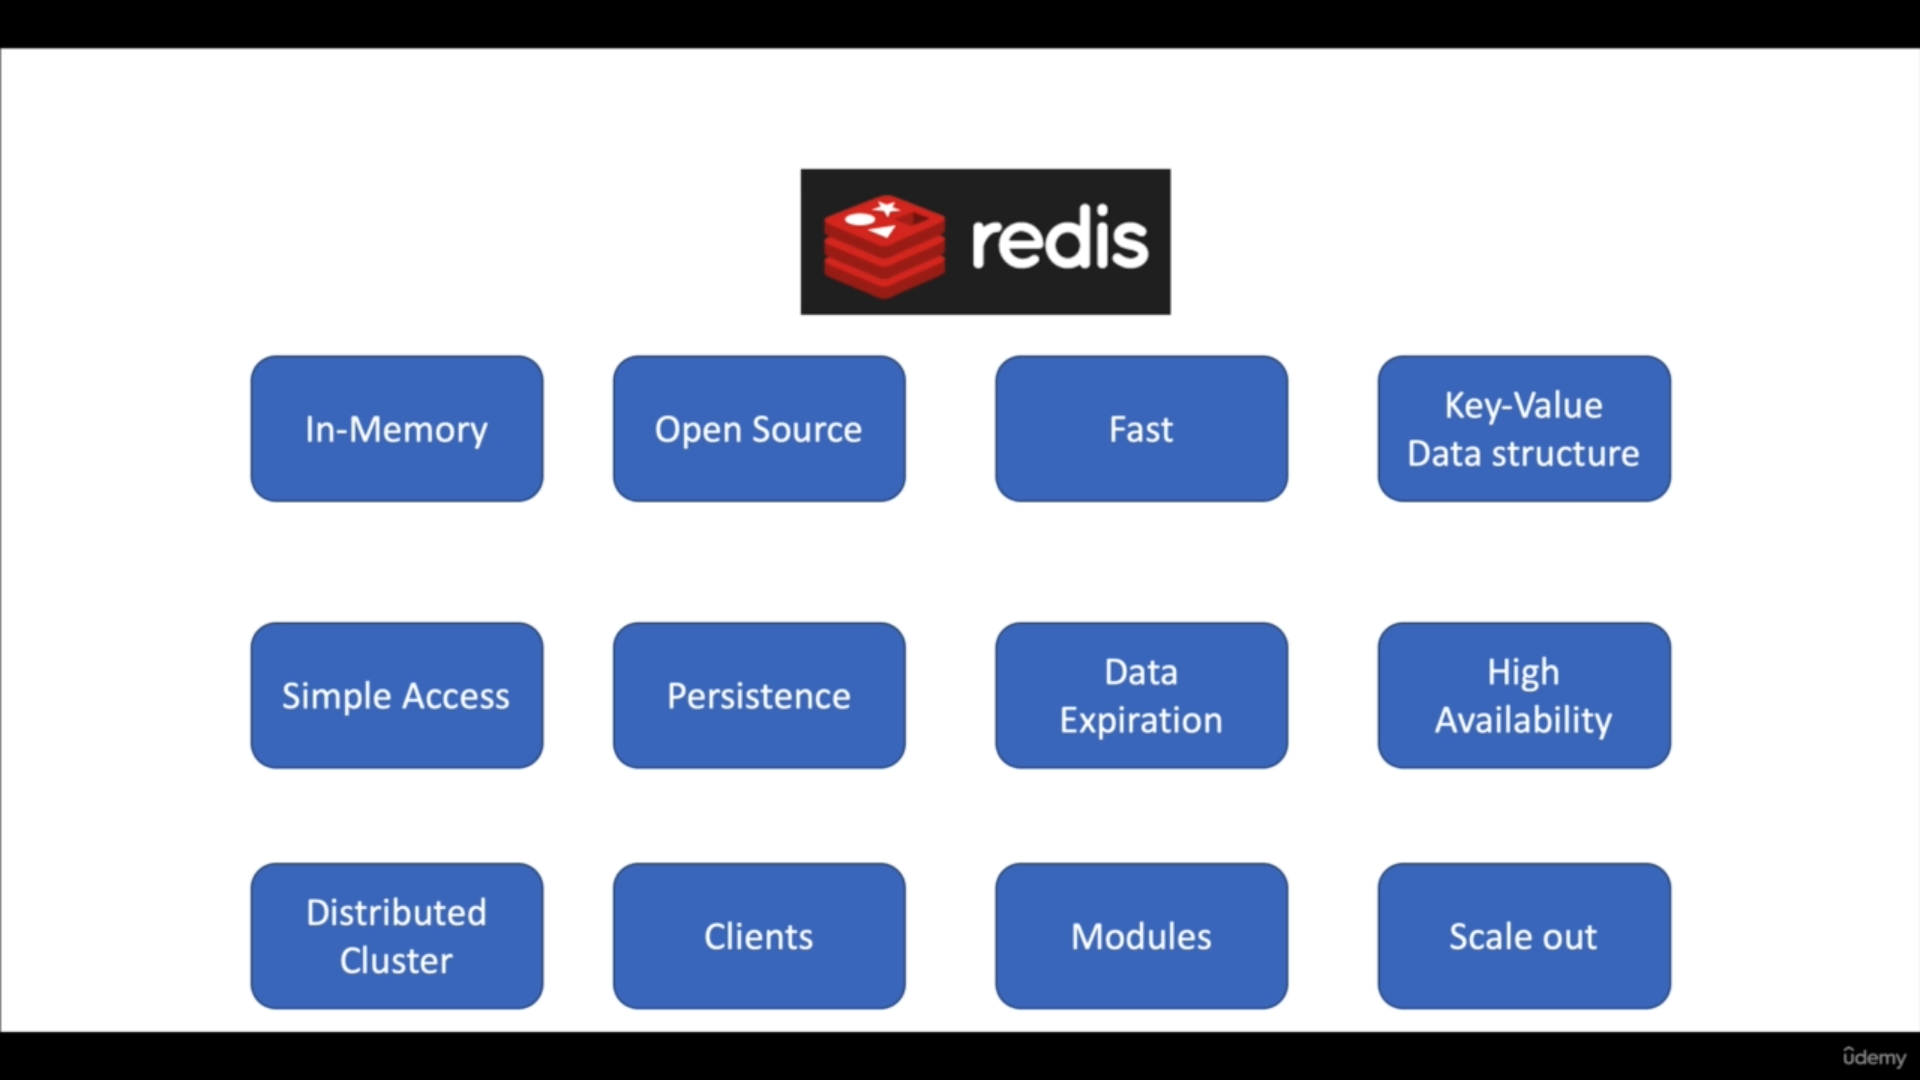 redis
In-Memory
Open Source
Fast
Key-Value
Data structure
Simple Access
Persistence
Data
Expiration
High
Availability
Distributed
Cluster
Clients
Modules
Scale out
ûdemy